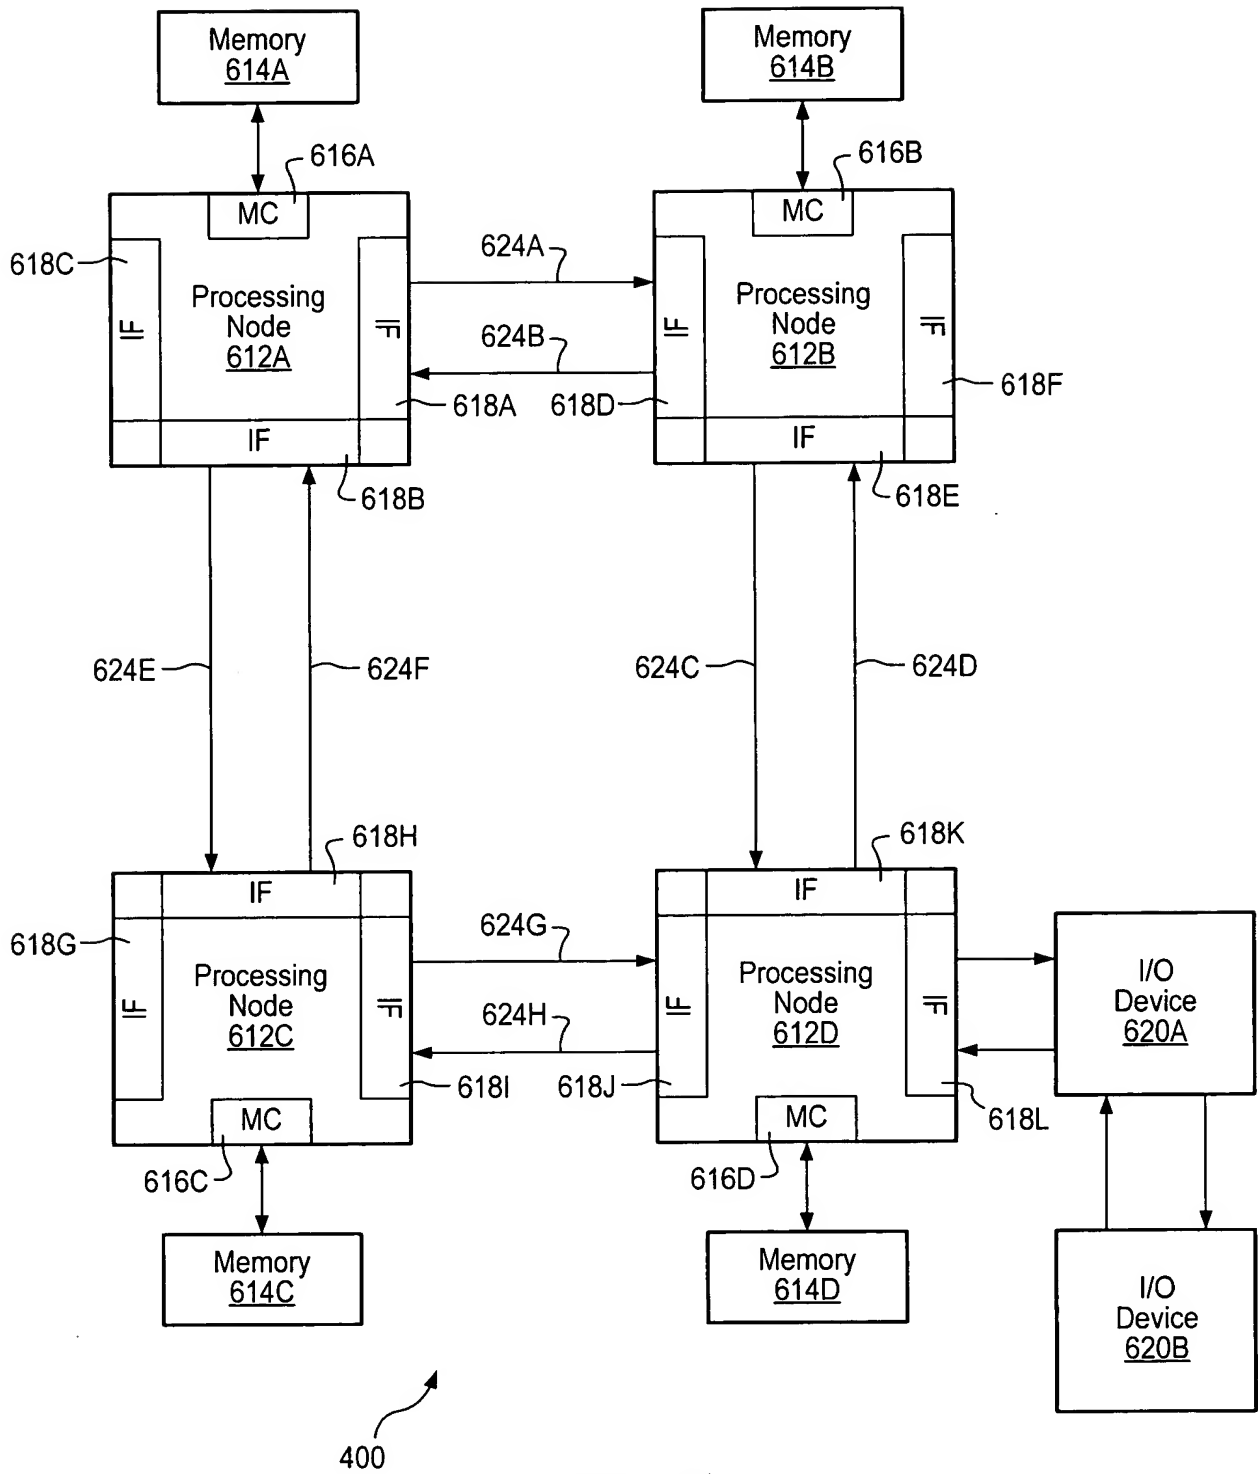 Memory
614A
Memory
614B
616A
616B
MC
MC
618C
624A
Processing
Node
612A
IF
IF
Processing
Node
612B
IF
IF
624B
618A
618D
618F
IF
IF
618B
618E
624E
624F
624C
624D
618H
618K
IF
IF
618G
624G
Processing
Node
612C
IF
IF
Processing
Node
612D
IF
IF
I/O
Device
620A
624H
618I
618J
618L
MC
MC
616C
616D
Memory
614C
Memory
614D
I/O
Device
620B
400